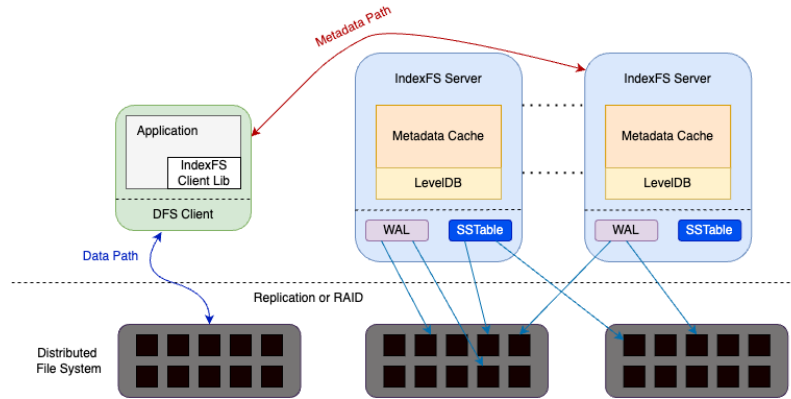 Metadata Path
IndexFS Server
IndexFS Server
Application
IndexFS
Client Lib
Metadata Cache
Metadata Cache
LevelDB
LevelDB
DFS Client
WAL
SSTable
WAL
SSTable
Data Path
Replication or RAID
Distributed
File System